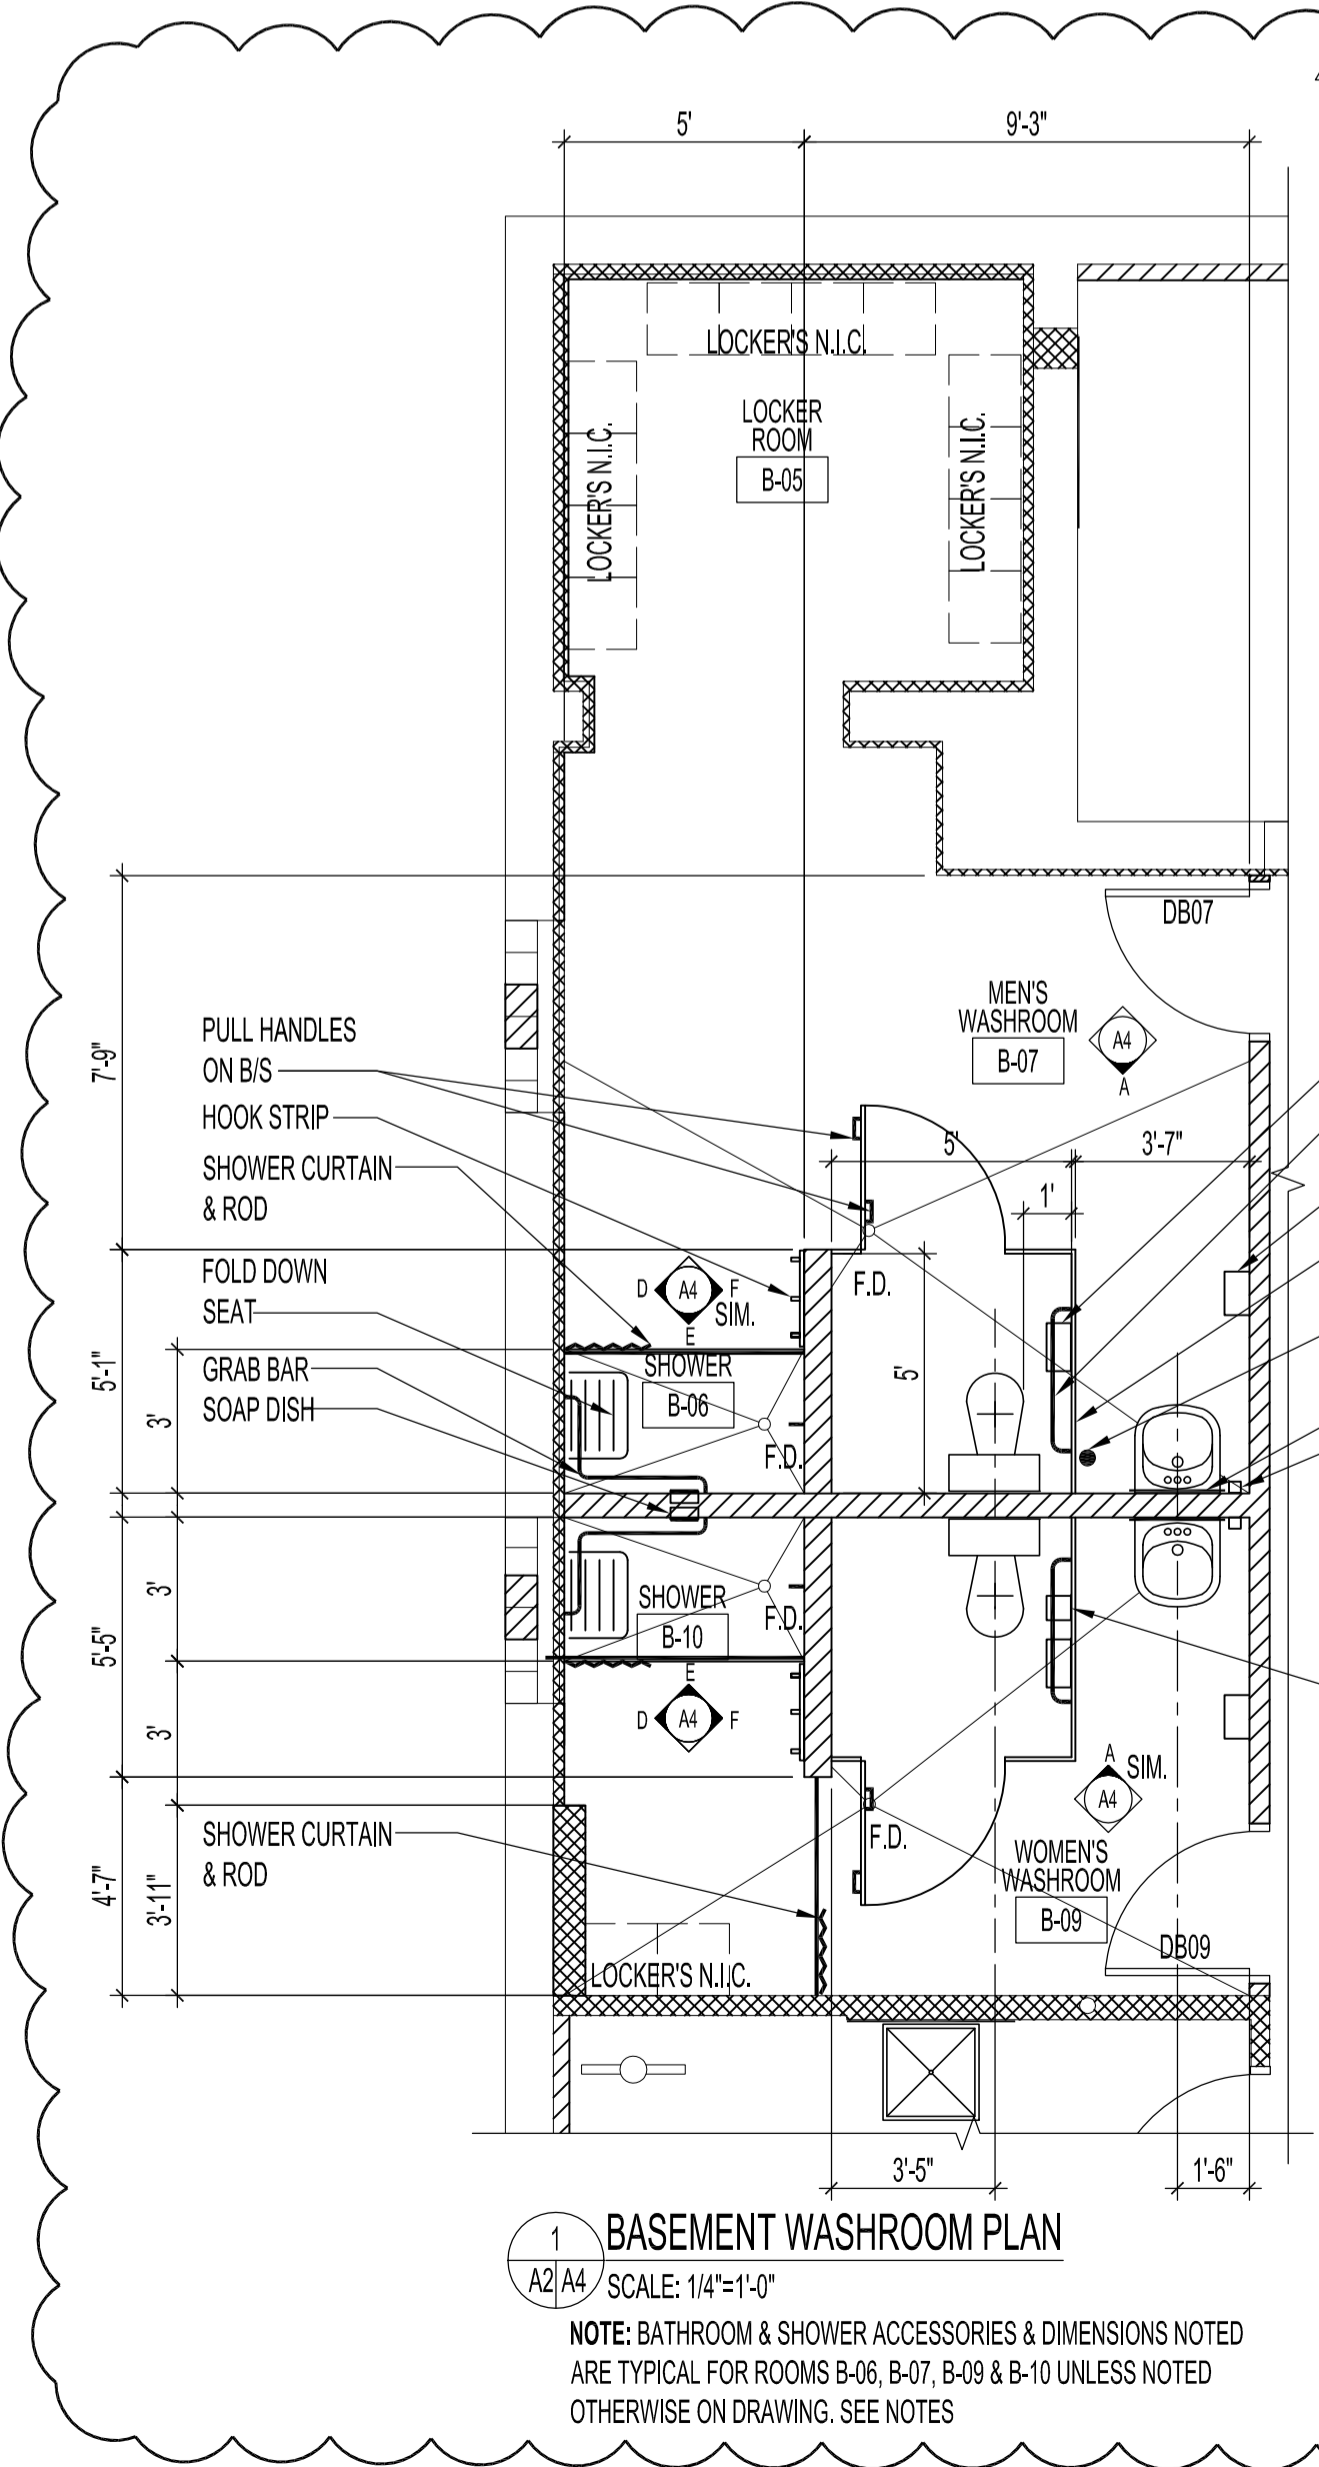 5'
9'-3"
LOCKER'S N.I.C.
LOCKER
ROOM
B-05
LOCKER'S N.I.C.
LOCKER'S N.I.C.
DB07
MEN'S
WASHROOM
B-07
A4
A
7'-9"
PULL HANDLES
ON B/S
HOOK STRIP
SHOWER CURTAIN
& ROD
5'
3'-7"
1'
FOLD DOWN
SEAT
D A4 F
SIM.
E
F.D.
GRAB BAR
SOAP DISH
5'-1"
3'
5'
SHOWER
B-06
F.D.
5'-5"
3'
SHOWER
B-10
F.D.
3'
E
D A4 F
A
SIM.
A4
F.D.
SHOWER CURTAIN
& ROD
4'-7"
3'-11"
WOMEN'S
WASHROOM
B-09
DB09
LOCKER'S N.I.C.
3'-5"
1'-6"
1
A2 A4
BASEMENT WASHROOM PLAN
SCALE: 1/4"=1'-0"
NOTE: BATHROOM & SHOWER ACCESSORIES & DIMENSIONS NOTED
ARE TYPICAL FOR ROOMS B-06, B-07, B-09 & B-10 UNLESS NOTED
OTHERWISE ON DRAWING. SEE NOTES